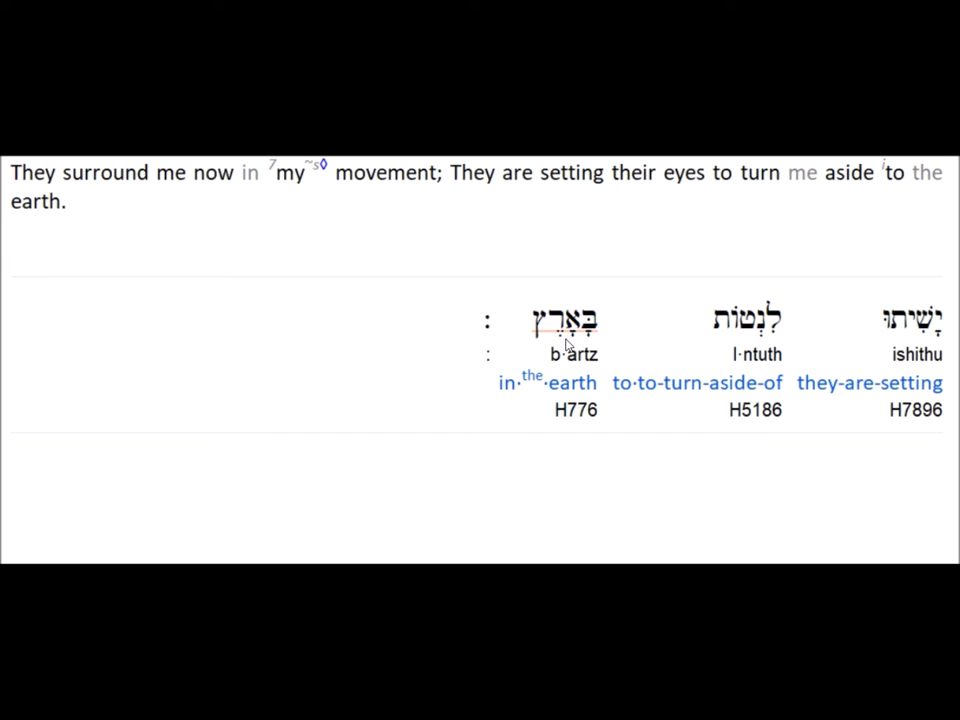 They surround me now in ⁷my~s◊ movement; They are setting their eyes to turn me aside ⁱto the
earth.
יָשִׁיתוּ לִנְטוֹת בָּאָרֶץ :
ishithu l·ntuth b·artz :
they-are-setting to·to-turn-aside-of in·the·earth
H7896 H5186 H776